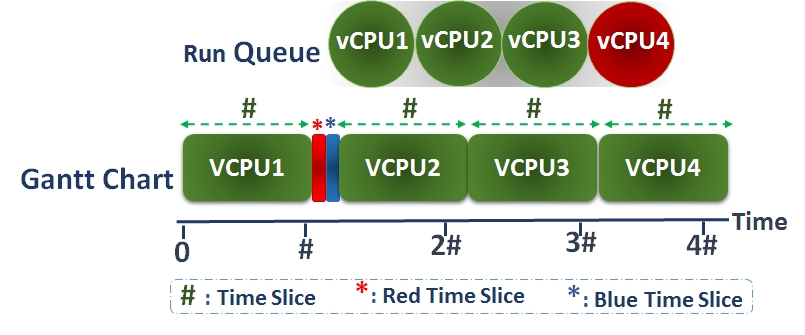 Run Queue vCPU1 vCPU2 vCPU3 vCPU4
# ** # # #
Gantt Chart VCPU1 VCPU2 VCPU3 VCPU4
Time
0 # 2# 3# 4#
# : Time Slice *: Red Time Slice *: Blue Time Slice